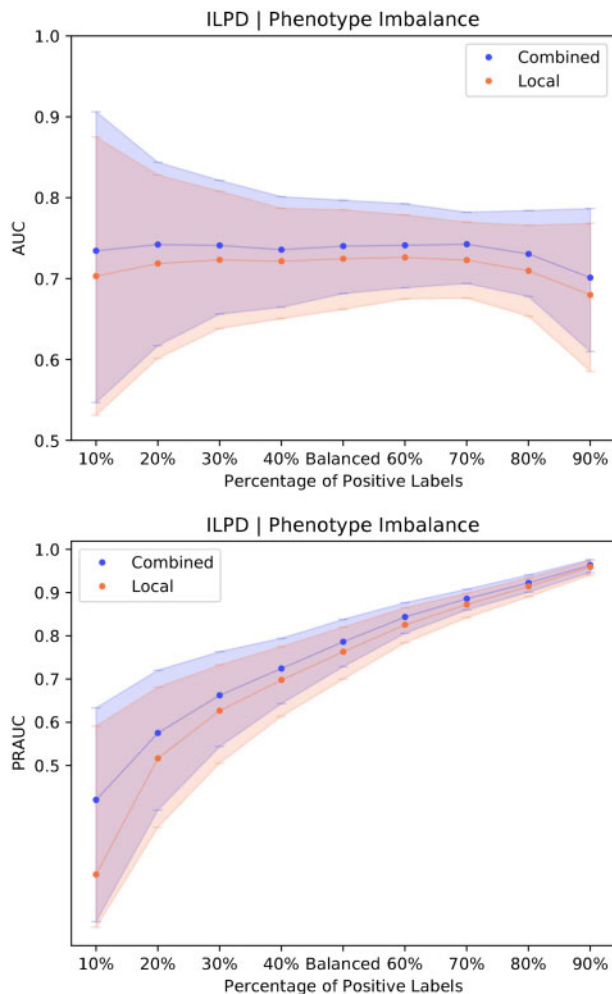 ILPD | Phenotype Imbalance
1.0
Combined
Local
0.9
0.8
AUC
0.7
0.6
0.5
10% 20% 30% 40% Balanced 60% 70% 80% 90%
Percentage of Positive Labels
ILPD | Phenotype Imbalance
1.0
Combined
Local
0.9
0.8
0.7
0.6
PRAUC
0.5
10% 20% 30% 40% Balanced 60% 70% 80% 90%
Percentage of Positive Labels